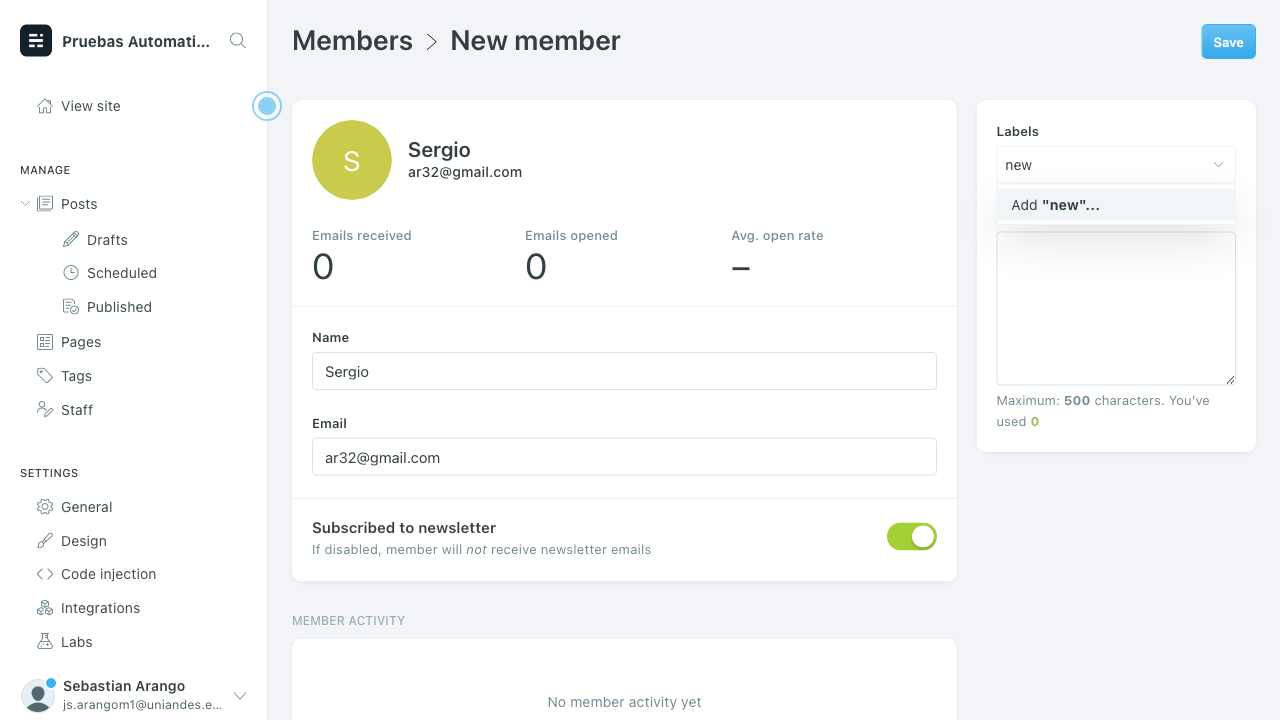 Pruebas Automati...
View site
MANAGE
Posts
Drafts
Scheduled
Published
Pages
Tags
Staff
SETTINGS
General
Design
Code injection
Integrations
Labs
Sebastian Arango
js.arangom1@uniandes.e...
Members > New member
Save
S
Sergio
ar32@gmail.com
Emails received
0
Emails opened
0
Avg. open rate
–
Name
Sergio
Email
ar32@gmail.com
Subscribed to newsletter
If disabled, member will not receive newsletter emails
MEMBER ACTIVITY
No member activity yet
Labels
new
Add "new"...
Maximum: 500 characters. You've
used 0